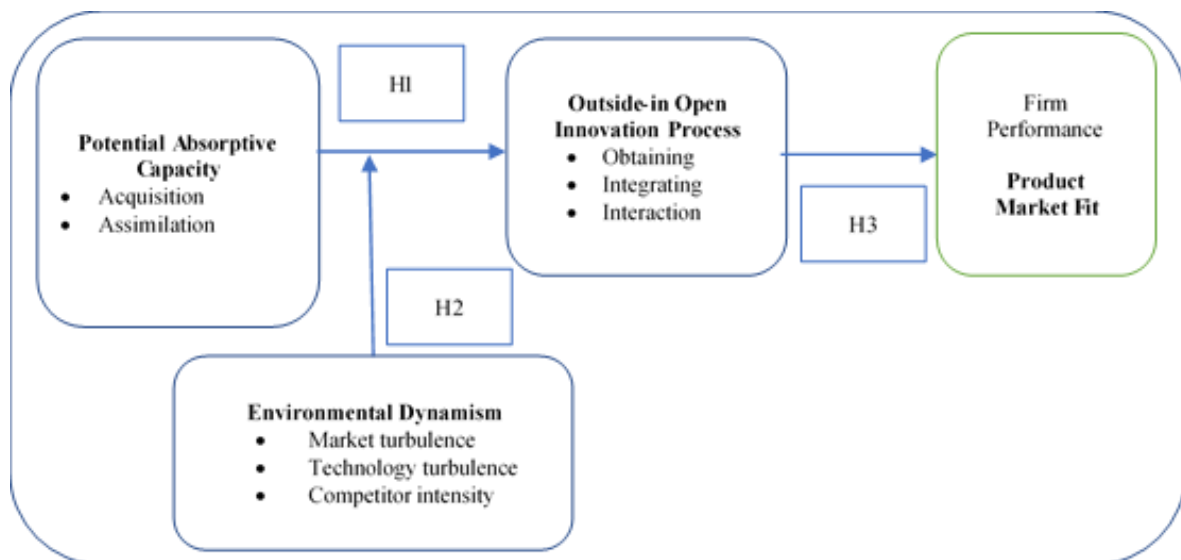 Potential Absorptive
Capacity
• Acquisition
• Assimilation
H1
Outside-in Open
Innovation Process
• Obtaining
• Integrating
• Interaction
H3
Firm
Performance
Product
Market Fit
H2
Environmental Dynamism
• Market turbulence
• Technology turbulence
• Competitor intensity